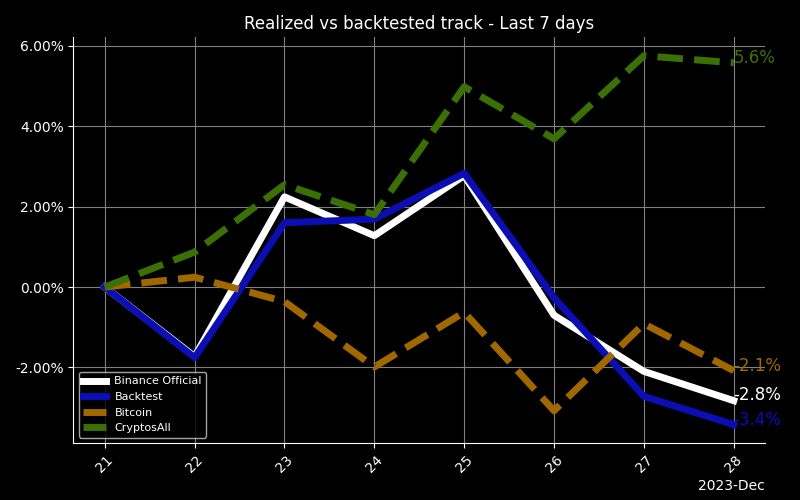 Realized vs backtested track - Last 7 days
6.00%
4.00%
2.00%
0.00%
-2.00%
5.6%
-2.1%
-2.8%
-3.4%
Binance Official
Backtest
Bitcoin
CryptosAll
21 22 23 24 25 26 27 28
2023-Dec